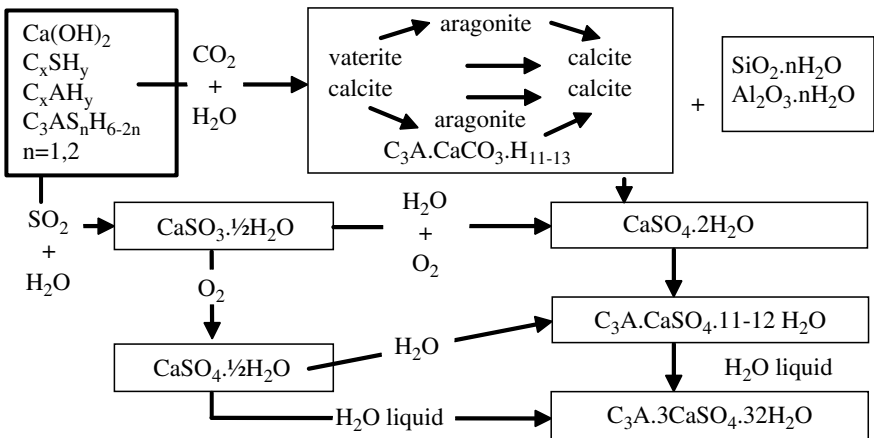 Ca(OH)₂
CₓSHᵧ
CₓAHᵧ
C₃ASₙH₆₋₂ₙ
n=1,2
CO₂
+
H₂O
aragonite
vaterite calcite
calcite calcite
aragonite
C₃A.CaCO₃.H₁₁₋₁₃
+
SiO₂.nH₂O
Al₂O₃.nH₂O
SO₂
+
H₂O
CaSO₃.½H₂O
H₂O
+
O₂
CaSO₄.2H₂O
O₂
C₃A.CaSO₄.11-12 H₂O
H₂O
CaSO₄.½H₂O
H₂O liquid
H₂O liquid
C₃A.3CaSO₄.32H₂O